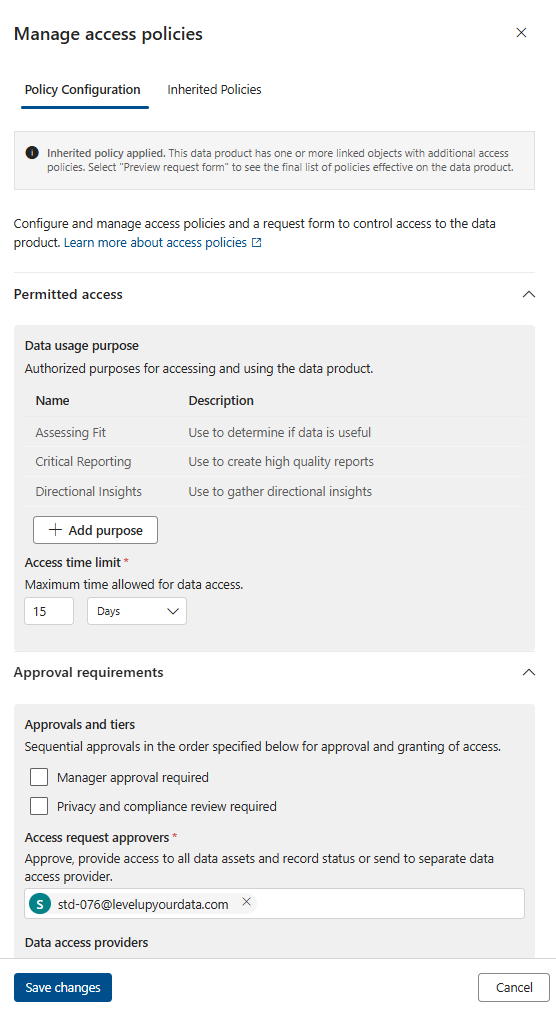 Manage access policies
Policy Configuration
Inherited Policies
Inherited policy applied. This data product has one or more linked objects with additional access
policies. Select "Preview request form" to see the final list of policies effective on the data product.
Configure and manage access policies and a request form to control access to the data
product. Learn more about access policies
Permitted access
Data usage purpose
Authorized purposes for accessing and using the data product.
Name Description
Assessing Fit Use to determine if data is useful
Critical Reporting Use to create high quality reports
Directional Insights Use to gather directional insights
Add purpose
Access time limit *
Maximum time allowed for data access.
15 Days
Approval requirements
Approvals and tiers
Sequential approvals in the order specified below for approval and granting of access.
Manager approval required
Privacy and compliance review required
Access request approvers *
Approve, provide access to all data assets and record status or send to separate data
access provider.
S std-076@levelupyourdata.com
Data access providers
Save changes
Cancel